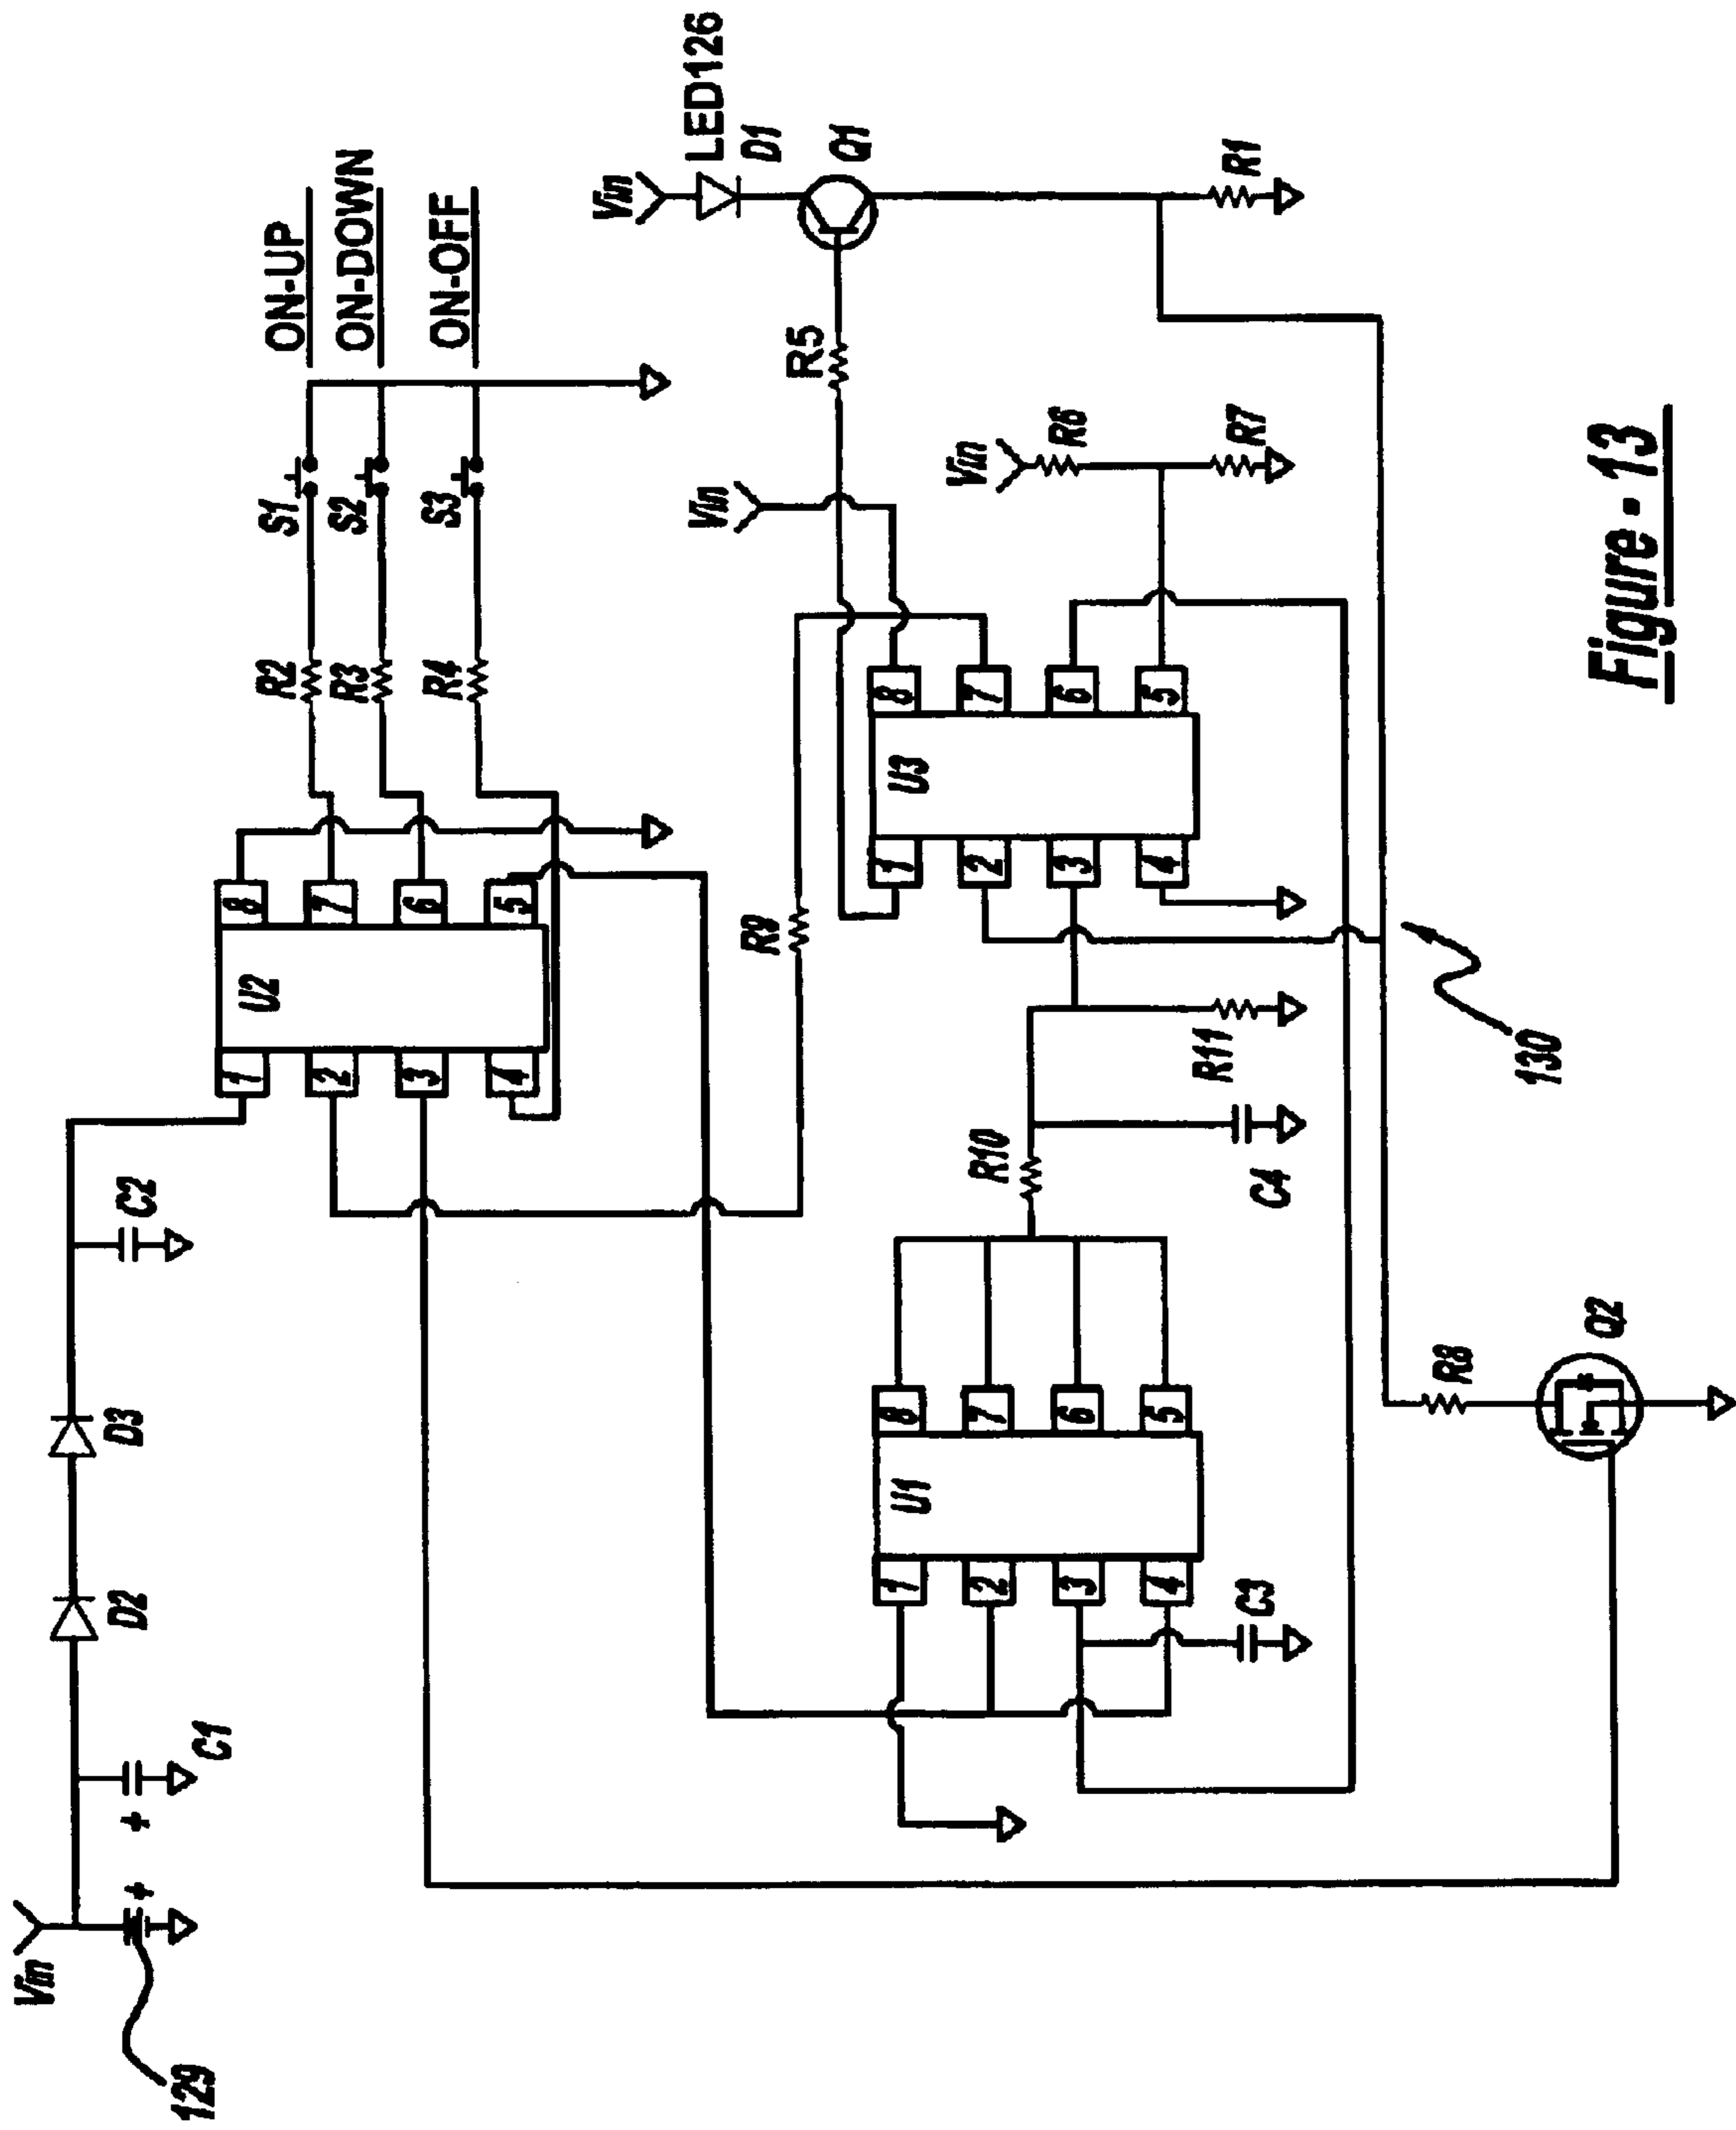 Vin
129
+
+
C1
D2
D3
C2
U2
1
2
3
4
8
7
6
5
R2
R3
R4
S1
S2
S3
ON-UP
ON-DOWN
ON-OFF
Vin
LED126
D1
Q1
R1
R5
Vin
Vin
R6
R7
R9
U3
1
2
3
4
8
7
6
5
R10
R11
C4
U1
1
2
3
4
8
7
6
5
C3
R8
Q2
130
Figure - 13